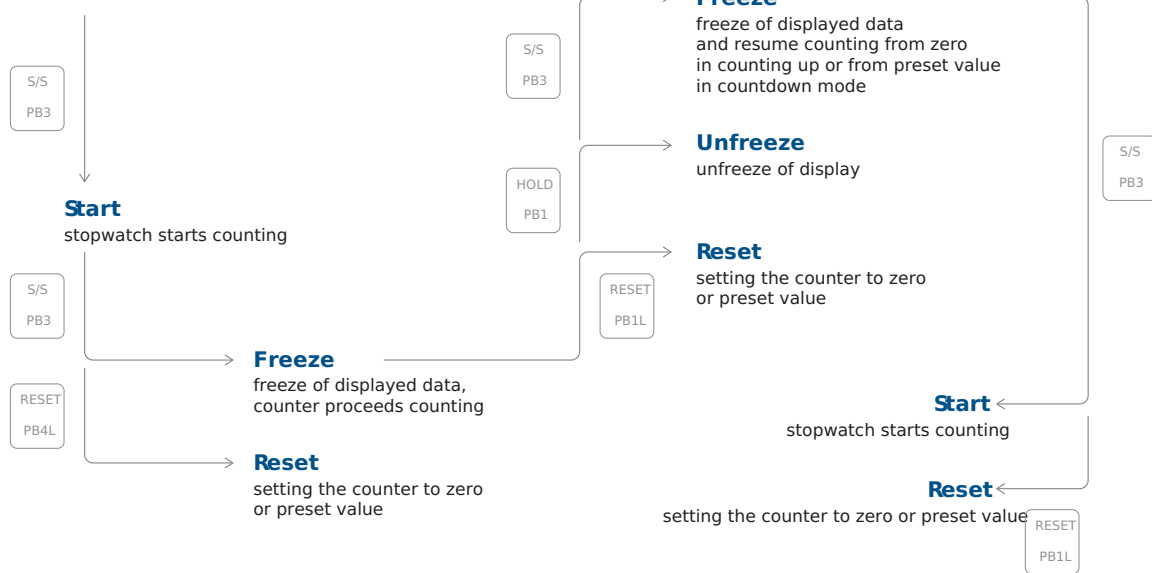 Freeze
freeze of displayed data
and resume counting from zero
in counting up or from preset value
in countdown mode
S/S
PB3
S/S
PB3
Unfreeze
unfreeze of display
S/S
PB3
HOLD
PB1
Start
stopwatch starts counting
Reset
setting the counter to zero
or preset value
S/S
PB3
RESET
PB1L
Freeze
freeze of displayed data,
counter proceeds counting
RESET
PB4L
Start
stopwatch starts counting
Reset
setting the counter to zero
or preset value
Reset
setting the counter to zero or preset value
RESET
PB1L